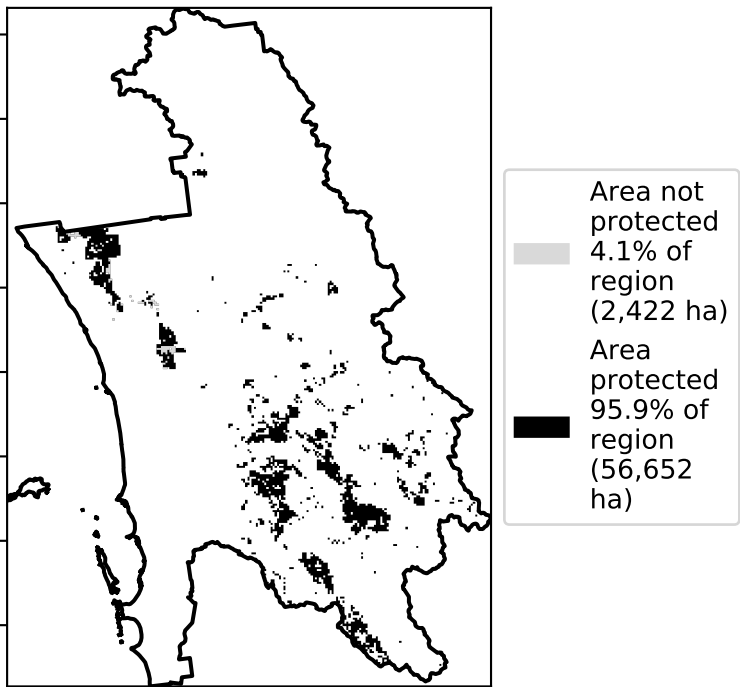 Area not
protected
4.1% of
region
(2,422 ha)
Area
protected
95.9% of
region
(56,652
ha)